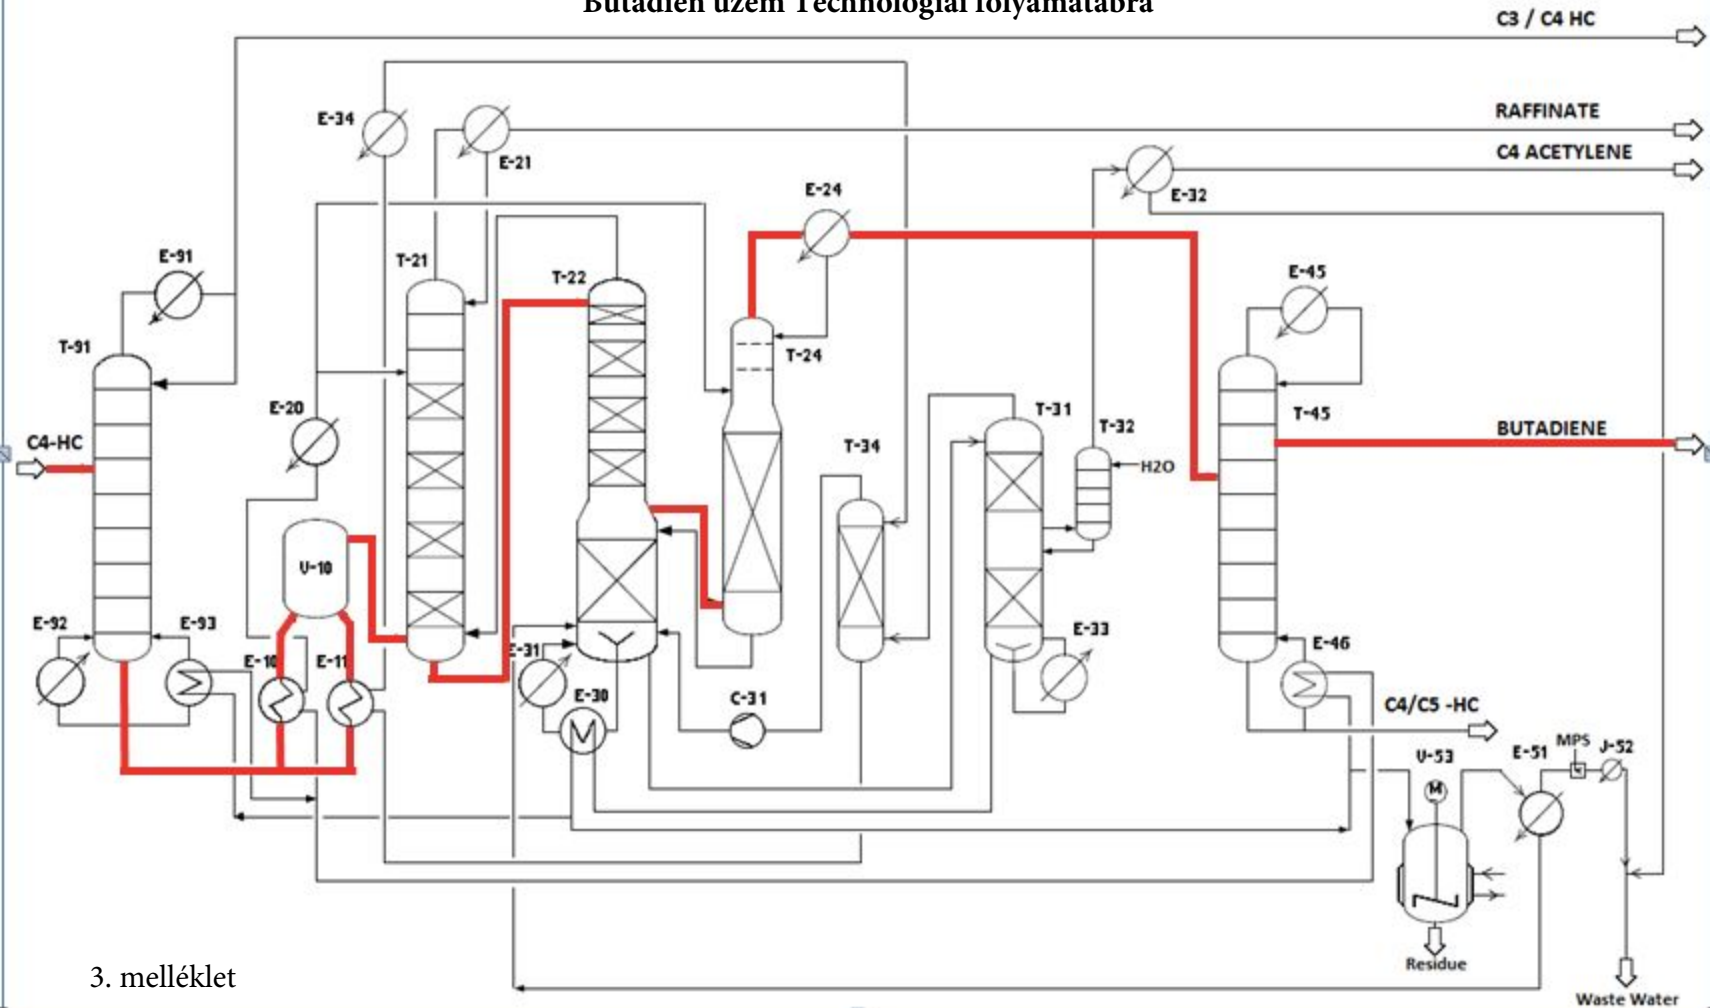 Butadién üzem Technológiai folyamatábra
C3 / C4 HC
RAFFINATE
E-34
C4 ACETYLENE
E-21
E-24
E-32
E-91
T-21
T-22
E-45
T-91
T-24
E-20
T-31
T-45
T-32
C4-HC
BUTADIENE
T-34
H2O
V-10
E-92
E-93
E-33
E-31
E-46
E-10
E-11
E-30
C-31
C4/C5 -HC
MPS
J-52
V-53
E-51
M
Residue
3. melléklet
Waste Water